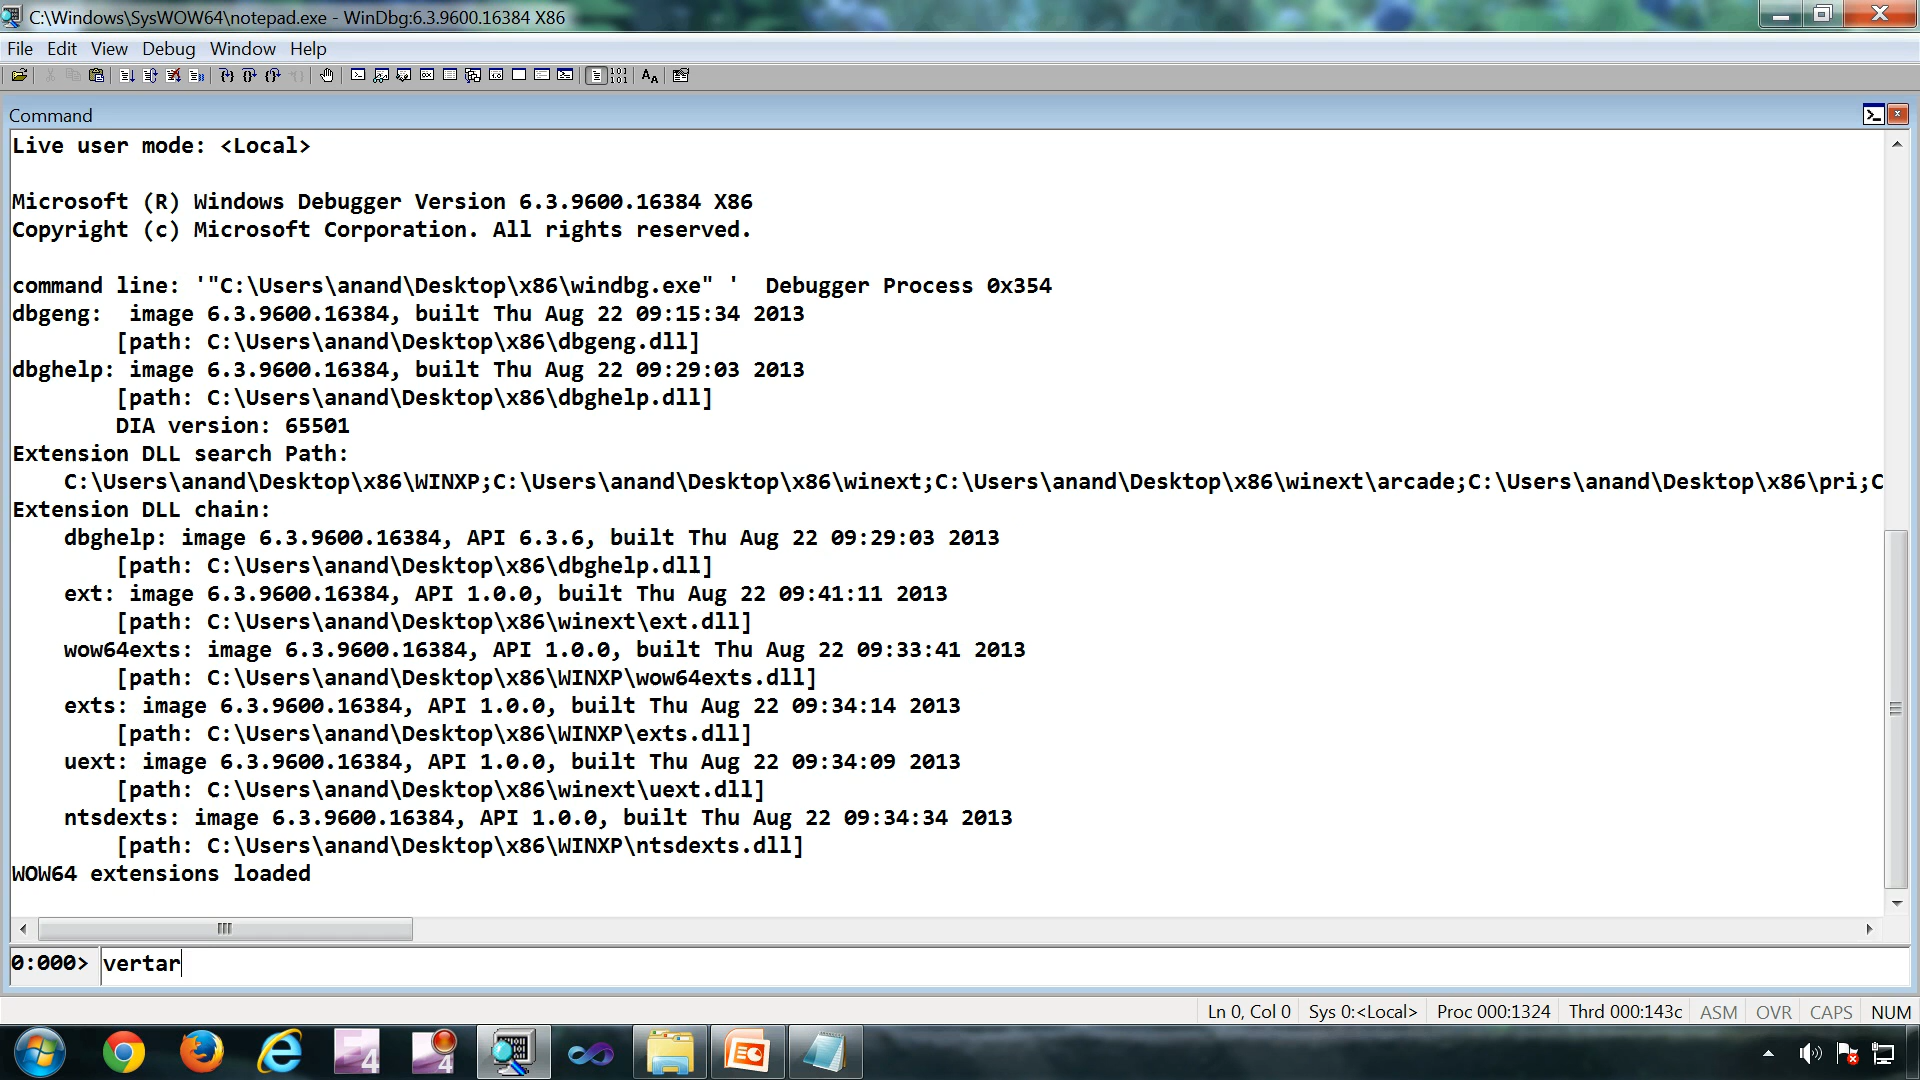 C:\Windows\SysWOW64\notepad.exe - WinDbg:6.3.9600.16384 X86
File Edit View Debug Window Help
Command
Live user mode: <Local>
Microsoft (R) Windows Debugger Version 6.3.9600.16384 X86
Copyright (c) Microsoft Corporation. All rights reserved.
command line: '"C:\Users\anand\Desktop\x86\windbg.exe" '  Debugger Process 0x354
dbgeng:  image 6.3.9600.16384, built Thu Aug 22 09:15:34 2013
[path: C:\Users\anand\Desktop\x86\dbgeng.dll]
dbghelp: image 6.3.9600.16384, built Thu Aug 22 09:29:03 2013
[path: C:\Users\anand\Desktop\x86\dbghelp.dll]
DIA version: 65501
Extension DLL search Path:
C:\Users\anand\Desktop\x86\WINXP;C:\Users\anand\Desktop\x86\winext;C:\Users\anand\Desktop\x86\winext\arcade;C:\Users\anand\Desktop\x86\pri;C
Extension DLL chain:
dbghelp: image 6.3.9600.16384, API 6.3.6, built Thu Aug 22 09:29:03 2013
[path: C:\Users\anand\Desktop\x86\dbghelp.dll]
ext: image 6.3.9600.16384, API 1.0.0, built Thu Aug 22 09:41:11 2013
[path: C:\Users\anand\Desktop\x86\winext\ext.dll]
wow64exts: image 6.3.9600.16384, API 1.0.0, built Thu Aug 22 09:33:41 2013
[path: C:\Users\anand\Desktop\x86\WINXP\wow64exts.dll]
exts: image 6.3.9600.16384, API 1.0.0, built Thu Aug 22 09:34:14 2013
[path: C:\Users\anand\Desktop\x86\WINXP\exts.dll]
uext: image 6.3.9600.16384, API 1.0.0, built Thu Aug 22 09:34:09 2013
[path: C:\Users\anand\Desktop\x86\winext\uext.dll]
ntsdexts: image 6.3.9600.16384, API 1.0.0, built Thu Aug 22 09:34:34 2013
[path: C:\Users\anand\Desktop\x86\WINXP\ntsdexts.dll]
WOW64 extensions loaded
0:000> vertar
Ln 0, Col 0 Sys 0:<Local> Proc 000:1324 Thrd 000:143c ASM OVR CAPS NUM